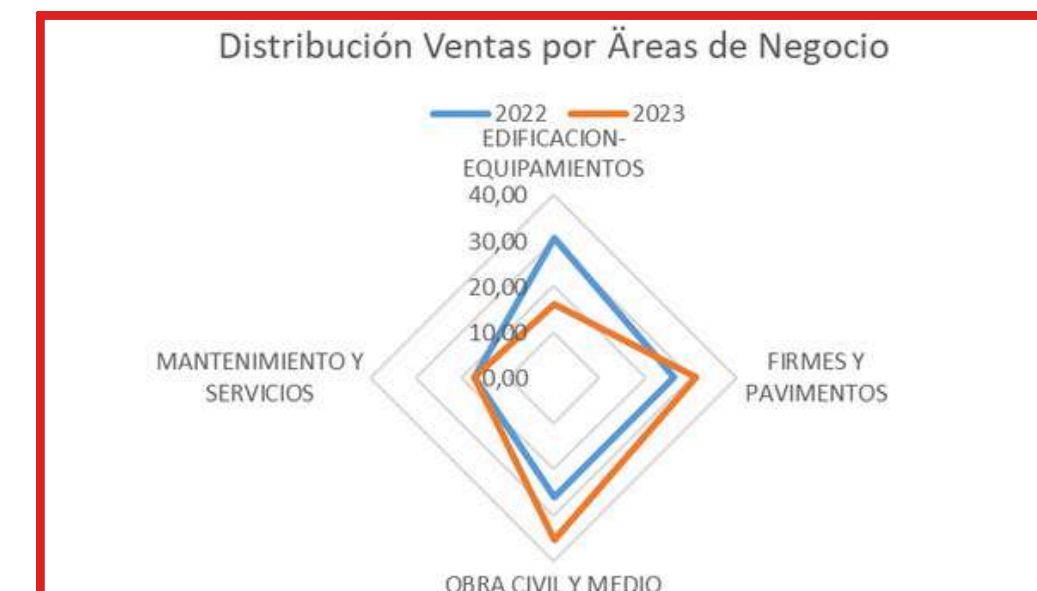 Distribución Ventas por Äreas de Negocio
2022 2023
EDIFICACION-
EQUIPAMIENTOS
40,00
30,00
20,00
10,00
0,00
MANTENIMIENTO Y
SERVICIOS
FIRMES Y
PAVIMENTOS
OBRA CIVIL Y MEDIO